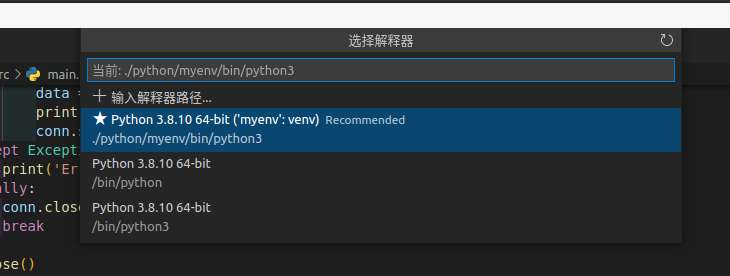 选择解释器
当前: ./python/myenv/bin/python3
rc > main.
输入解释器路径...
data =
Python 3.8.10 64-bit ('myenv': venv) Recommended
print
./python/myenv/bin/python3
conn.
ept Excepti
Python 3.8.10 64-bit
print('Er
/bin/python
ally:
Python 3.8.10 64-bit
conn.close
/bin/python3
break
ose()